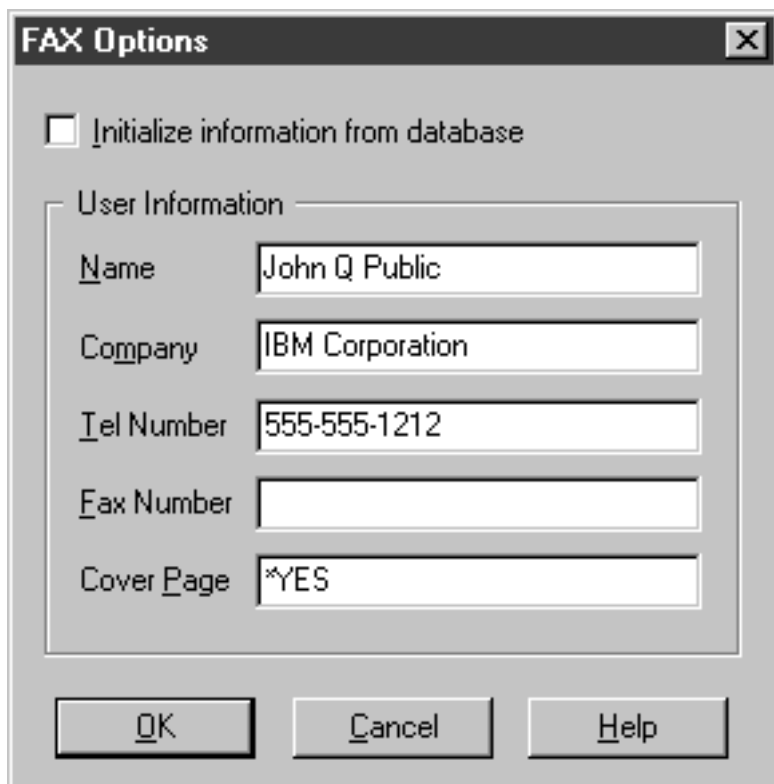 FAX Options
Initialize information from database
User Information
Name John Q Public
Company IBM Corporation
Tel Number 555-555-1212
Fax Number
Cover Page *YES
OK Cancel Help